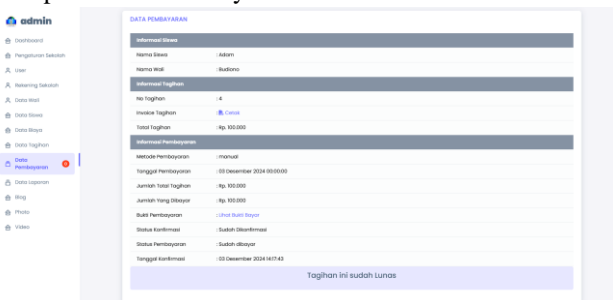 admin
Dashboard
Pengaturan Sekolah
User
Rekening Sekolah
Data Wali
Data Siswa
Data Biaya
Data Tagihan
Data Pembayaran
Data Laporan
Blog
Photo
Video
DATA PEMBAYARAN
Informasi Siswa
Nama Siswa : Adam
Nama Wali : Budiono
Informasi Tagihan
No Tagihan : 4
Invoice Tagihan : Cetak
Total Tagihan : Rp. 100.000
Informasi Pembayaran
Metode Pembayaran : manual
Tanggal Pembayaran : 03 Desember 2024 00:00:00
Jumlah Total Tagihan : Rp. 100.000
Jumlah Yang Dibayar : Rp. 100.000
Bukti Pembayaran : Lihat Bukti Bayar
Status Konfirmasi : Sudah Dikonfirmasi
Status Pembayaran : Sudah dibayar
Tanggal Konfirmasi : 03 Desember 2024 14:17:43
Tagihan ini sudah Lunas